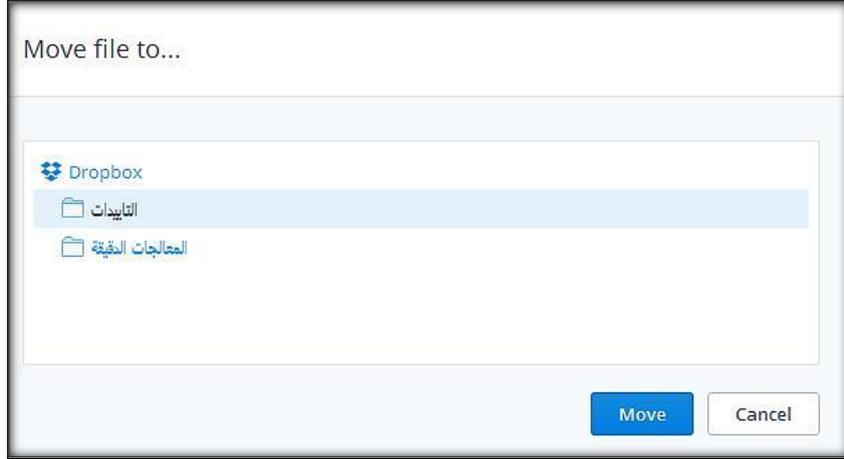 Move file to...
Dropbox
التاييدات
المعالجات الدقيقة
Move
Cancel